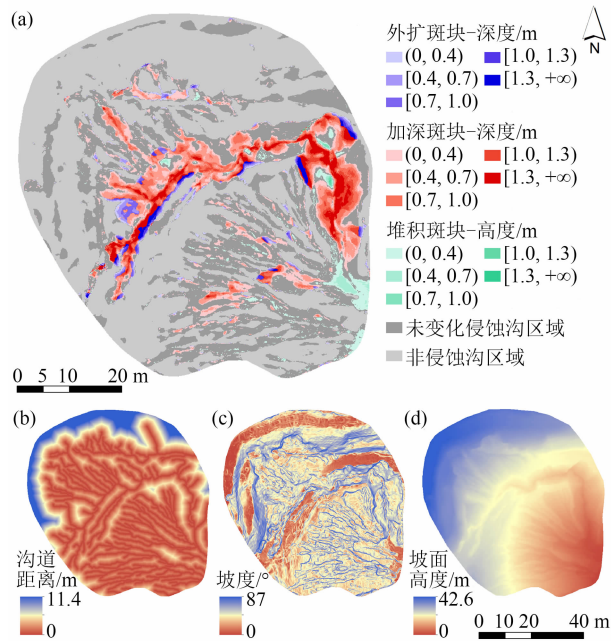 (a)
N
外扩斑块–深度/m
(0, 0.4) [1.0, 1.3)
[0.4, 0.7) [1.3, +∞)
[0.7, 1.0)
加深斑块–深度/m
(0, 0.4) [1.0, 1.3)
[0.4, 0.7) [1.3, +∞)
[0.7, 1.0)
堆积斑块–高度/m
(0, 0.4) [1.0, 1.3)
[0.4, 0.7) [1.3, +∞)
[0.7, 1.0)
未变化侵蚀沟区域
非侵蚀沟区域
0 5 10 20 m
(b) (c) (d)
沟道
距离/m
11.4
0
坡度/°
87
0
坡面
高度/m
42.6
0
0 10 20 40 m